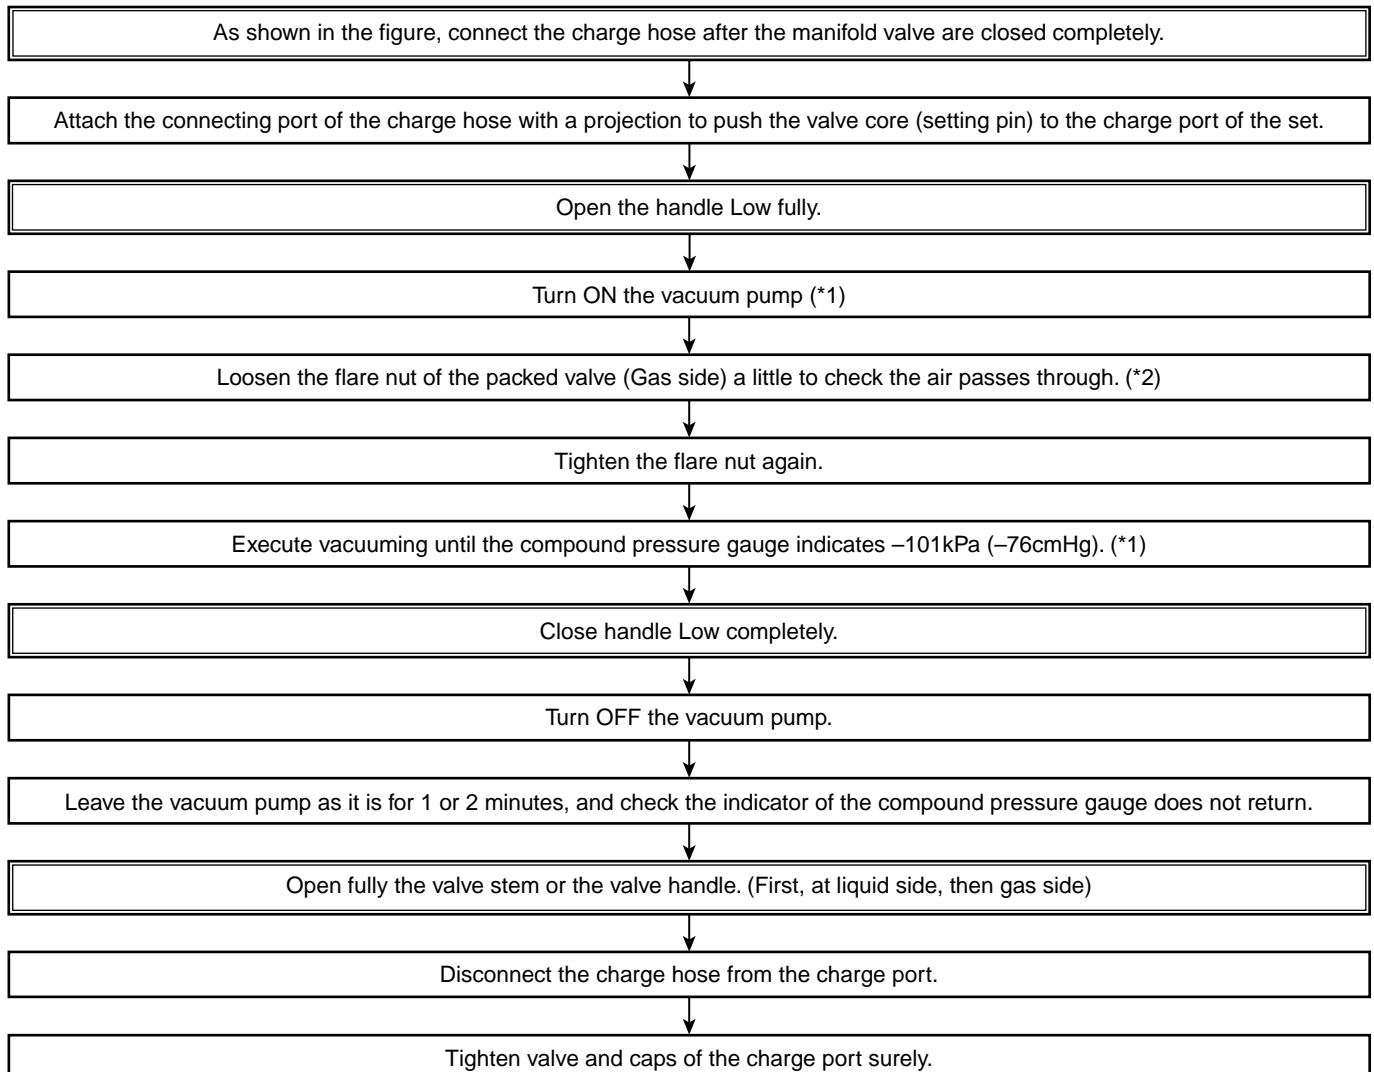 As shown in the figure, connect the charge hose after the manifold valve are closed completely.
Attach the connecting port of the charge hose with a projection to push the valve core (setting pin) to the charge port of the set.
Open the handle Low fully.
Turn ON the vacuum pump (*1)
Loosen the flare nut of the packed valve (Gas side) a little to check the air passes through. (*2)
Tighten the flare nut again.
Execute vacuuming until the compound pressure gauge indicates –101kPa (–76cmHg). (*1)
Close handle Low completely.
Turn OFF the vacuum pump.
Leave the vacuum pump as it is for 1 or 2 minutes, and check the indicator of the compound pressure gauge does not return.
Open fully the valve stem or the valve handle. (First, at liquid side, then gas side)
Disconnect the charge hose from the charge port.
Tighten valve and caps of the charge port surely.